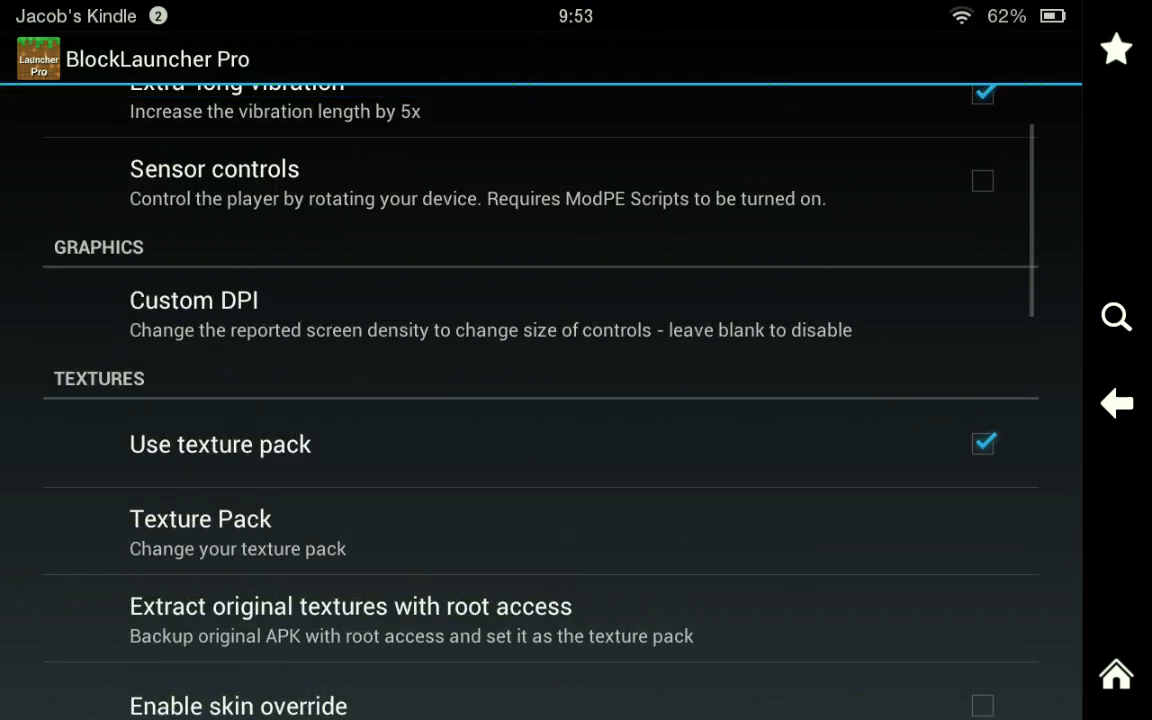 Jacob's Kindle 2 9:53 62%
Launcher Pro BlockLauncher Pro
Extra-long vibration
Increase the vibration length by 5x
Sensor controls
Control the player by rotating your device. Requires ModPE Scripts to be turned on.
GRAPHICS
Custom DPI
Change the reported screen density to change size of controls - leave blank to disable
TEXTURES
Use texture pack
Texture Pack
Change your texture pack
Extract original textures with root access
Backup original APK with root access and set it as the texture pack
Enable skin override